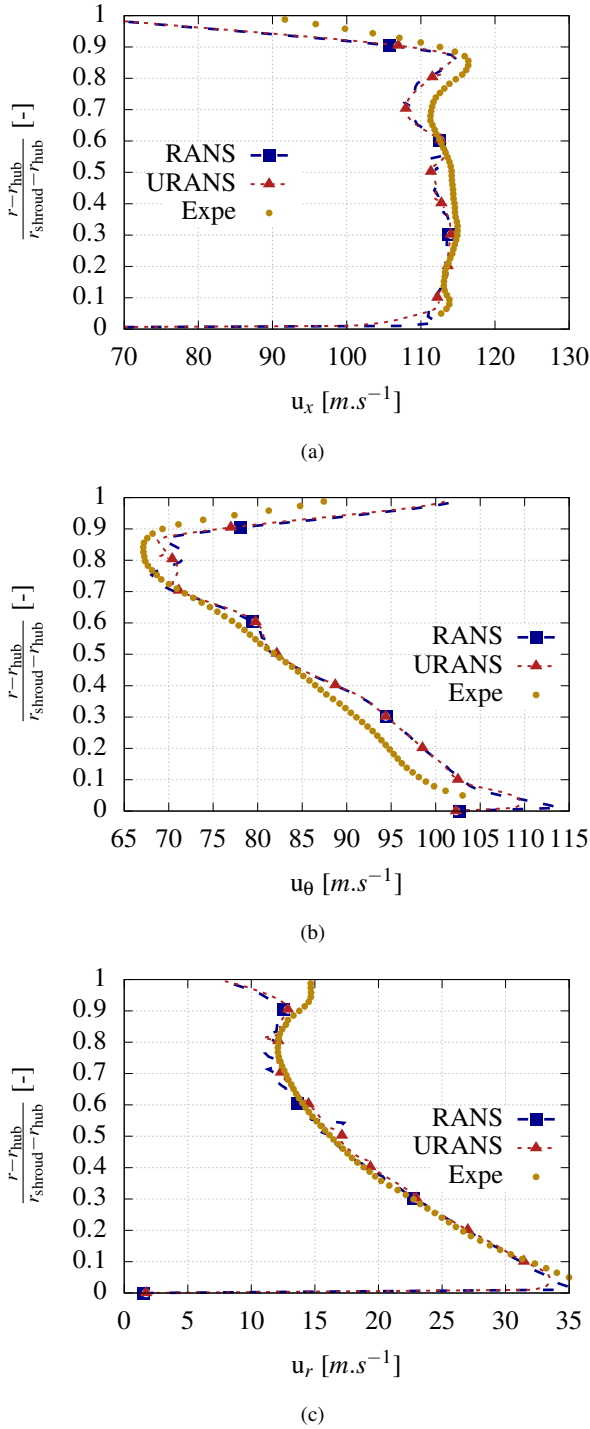 1
0.9
0.8
0.7
0.6
0.5
0.4
0.3
0.2
0.1
0
r−r_hub / r_shroud−r_hub [-]
RANS
URANS
Expe
70 80 90 100 110 120 130
u_x [m.s^−1]
(a)
1
0.9
0.8
0.7
0.6
0.5
0.4
0.3
0.2
0.1
0
r−r_hub / r_shroud−r_hub [-]
RANS
URANS
Expe
65 70 75 80 85 90 95 100 105 110 115
u_θ [m.s^−1]
(b)
1
0.9
0.8
0.7
0.6
0.5
0.4
0.3
0.2
0.1
0
r−r_hub / r_shroud−r_hub [-]
RANS
URANS
Expe
0 5 10 15 20 25 30 35
u_r [m.s^−1]
(c)